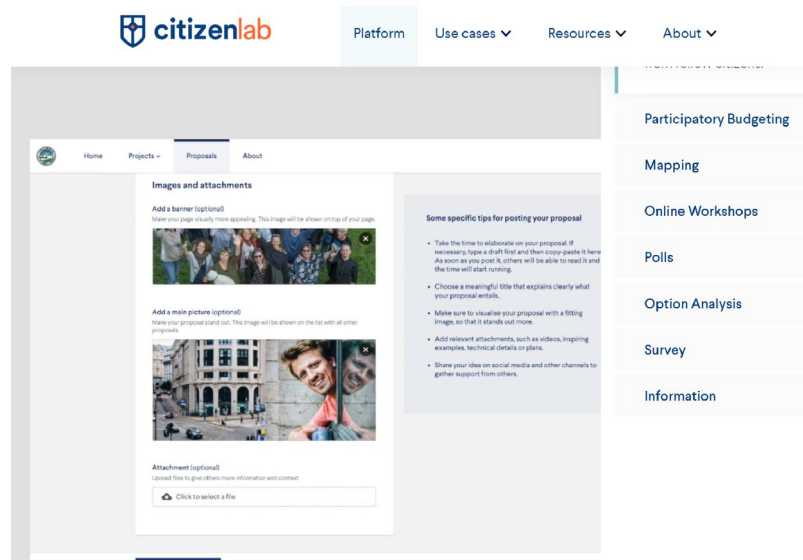 citizenlab
Platform
Use cases
Resources
About
from fellow citizens.
Participatory Budgeting
Mapping
Online Workshops
Polls
Option Analysis
Survey
Information
Home
Projects
Proposals
About
Images and attachments
Add a banner (optional)
Make your page visually more appealing. This image will be shown on top of your page.
Add a main picture (optional)
Make your proposal stand out. This image will be shown on the list with all other
proposals.
Attachment (optional)
Upload files to give others more information and context
Click to select a file
Some specific tips for posting your proposal
• Take the time to elaborate on your proposal. If
necessary, type a draft first and then copy-paste it here
As soon as you post it, others will be able to read it and
the time will start running.
• Choose a meaningful title that explains clearly what
your proposal entails.
• Make sure to visualise your proposal with a fitting
image, so that it stands out more.
• Add relevant attachments, such as videos, inspiring
examples, technical details or plans.
• Share your idea on social media and other channels to
gather support from others.